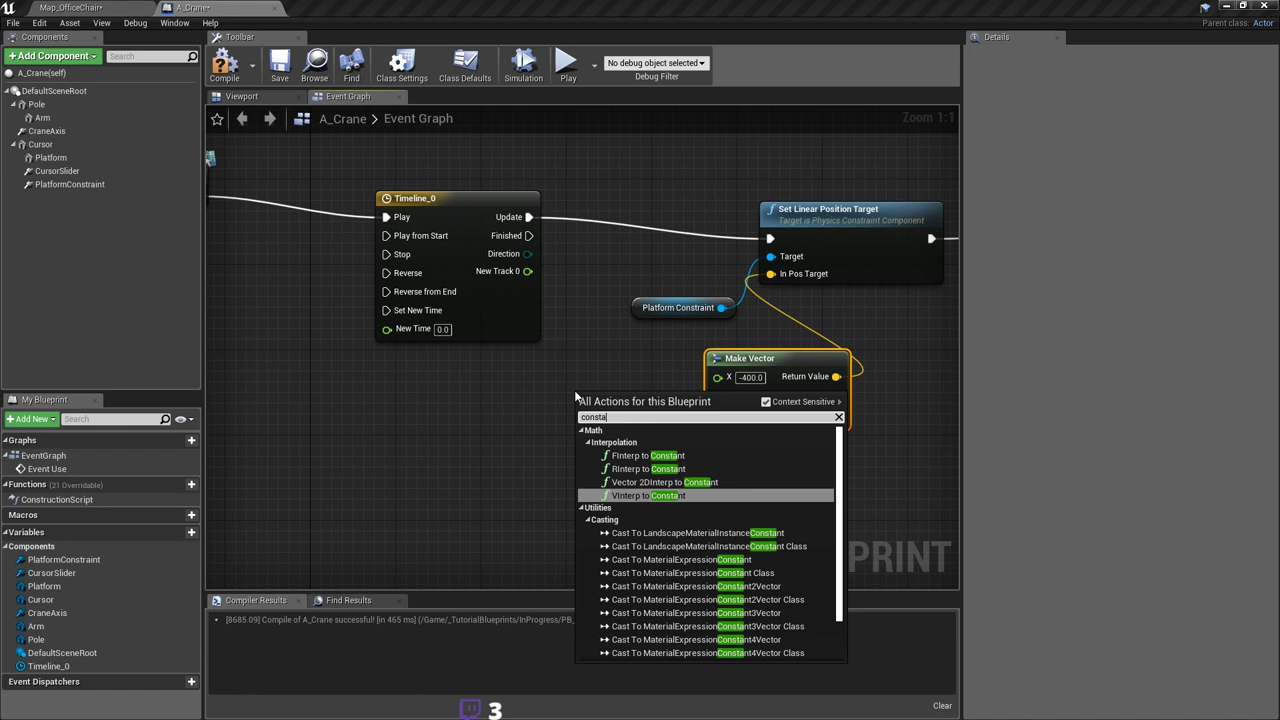 Map_OfficeChair•
A_Crane•
File Edit Asset View Debug Window Help
Parent class: Actor
Components
Toolbar
Details
+ Add Component
Search
Compile
Save
Browse
Find
Class Settings
Class Defaults
Simulation
Play
No debug object selected
Debug Filter
A_Crane(self)
DefaultSceneRoot
Pole
Arm
CraneAxis
Cursor
Platform
CursorSlider
PlatformConstraint
Viewport
Event Graph
A_Crane > Event Graph
Zoom 1:1
Timeline_0
Play
Update
Play from Start
Finished
Stop
Direction
Reverse
New Track 0
Reverse from End
Set New Time
New Time 0.0
Set Linear Position Target
Target is Physics Constraint Component
Target
In Pos Target
Platform Constraint
Make Vector
X -400.0 Return Value
All Actions for this Blueprint
Context Sensitive
consta
Math
Interpolation
FInterp to Constant
RInterp to Constant
Vector 2DInterp to Constant
VInterp to Constant
Utilities
Casting
Cast To LandscapeMaterialInstanceConstant
Cast To LandscapeMaterialInstanceConstant Class
Cast To MaterialExpressionConstant
Cast To MaterialExpressionConstant Class
Cast To MaterialExpressionConstant2Vector
Cast To MaterialExpressionConstant2Vector Class
Cast To MaterialExpressionConstant3Vector
Cast To MaterialExpressionConstant3Vector Class
Cast To MaterialExpressionConstant4Vector
Cast To MaterialExpressionConstant4Vector Class
PRINT
My Blueprint
+ Add New
Search
Graphs
EventGraph
Event Use
Functions (21 Overridable)
ConstructionScript
Macros
Variables
Components
PlatformConstraint
CursorSlider
Platform
Cursor
CraneAxis
Arm
Pole
DefaultSceneRoot
Timeline_0
Event Dispatchers
Compiler Results
Find Results
[8685.09] Compile of A_Crane successful! [in 465 ms] (/Game/_TutorialBlueprints/InProgress/PB_
Clear
3